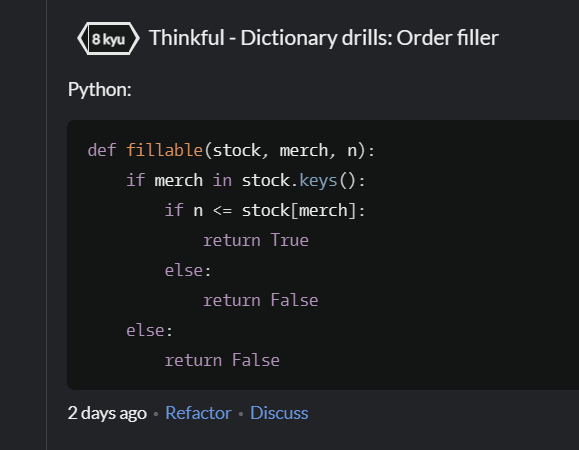 8 kyu Thinkful - Dictionary drills: Order filler
Python:
def fillable(stock, merch, n):
    if merch in stock.keys():
        if n <= stock[merch]:
            return True
        else:
            return False
    else:
        return False
2 days ago • Refactor • Discuss